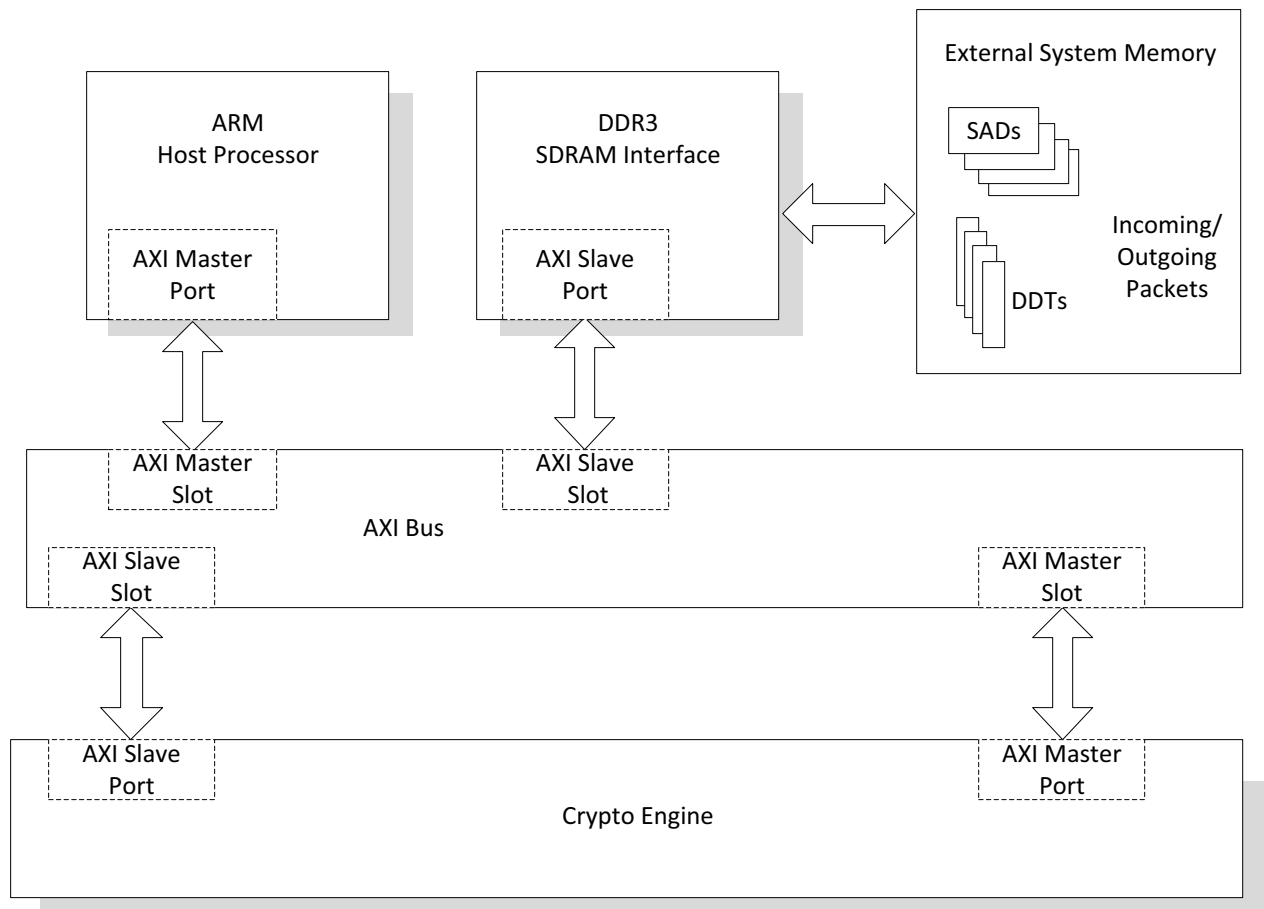 External System Memory
SADs
Incoming/
Outgoing
Packets
DDTs
ARM
Host Processor
AXI Master
Port
DDR3
SDRAM Interface
AXI Slave
Port
AXI Master
Slot
AXI Slave
Slot
AXI Bus
AXI Slave
Slot
AXI Master
Slot
AXI Slave
Port
AXI Master
Port
Crypto Engine